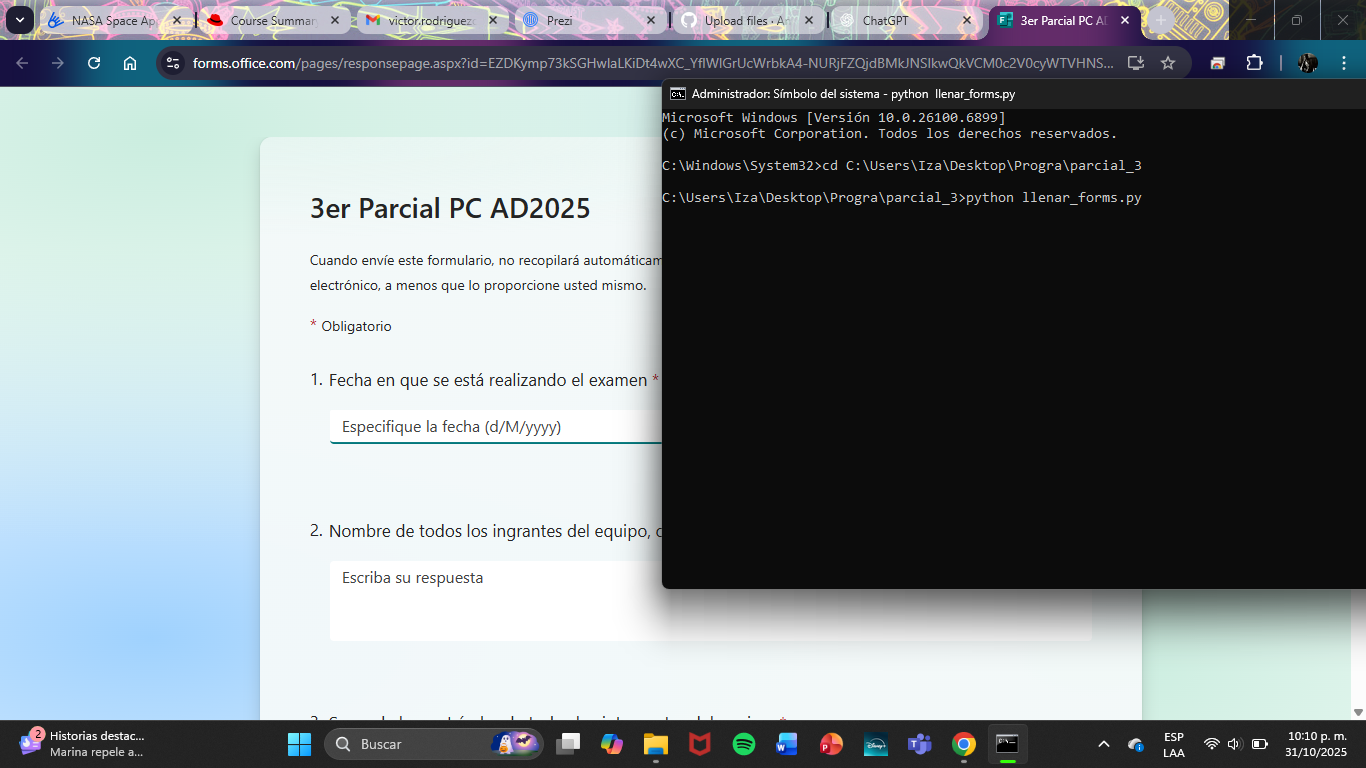 NASA Space Ap
Course Summar
victor.rodriguez
Prezi
Upload files · A
ChatGPT
3er Parcial PC AD
forms.office.com/pages/responsepage.aspx?id=EZDKymp73kSGHwIaLKiDt4wXC_YfIWlGrUcWrbkA4-NURjFZQjdBMkJNSlkwQkVCM0c2V0cyWTVHNS...
Administrador: Símbolo del sistema - python llenar_forms.py
Microsoft Windows [Versión 10.0.26100.6899]
(c) Microsoft Corporation. Todos los derechos reservados.
C:\Windows\System32>cd C:\Users\Iza\Desktop\Progra\parcial_3
C:\Users\Iza\Desktop\Progra\parcial_3>python llenar_forms.py
3er Parcial PC AD2025
Cuando envíe este formulario, no recopilará automáticam
electrónico, a menos que lo proporcione usted mismo.
* Obligatorio
1. Fecha en que se está realizando el examen *
Especifique la fecha (d/M/yyyy)
2. Nombre de todos los ingrantes del equipo, c
Escriba su respuesta
2
Historias destac...
Marina repele a...
Buscar
ESP
LAA
10:10 p. m.
31/10/2025